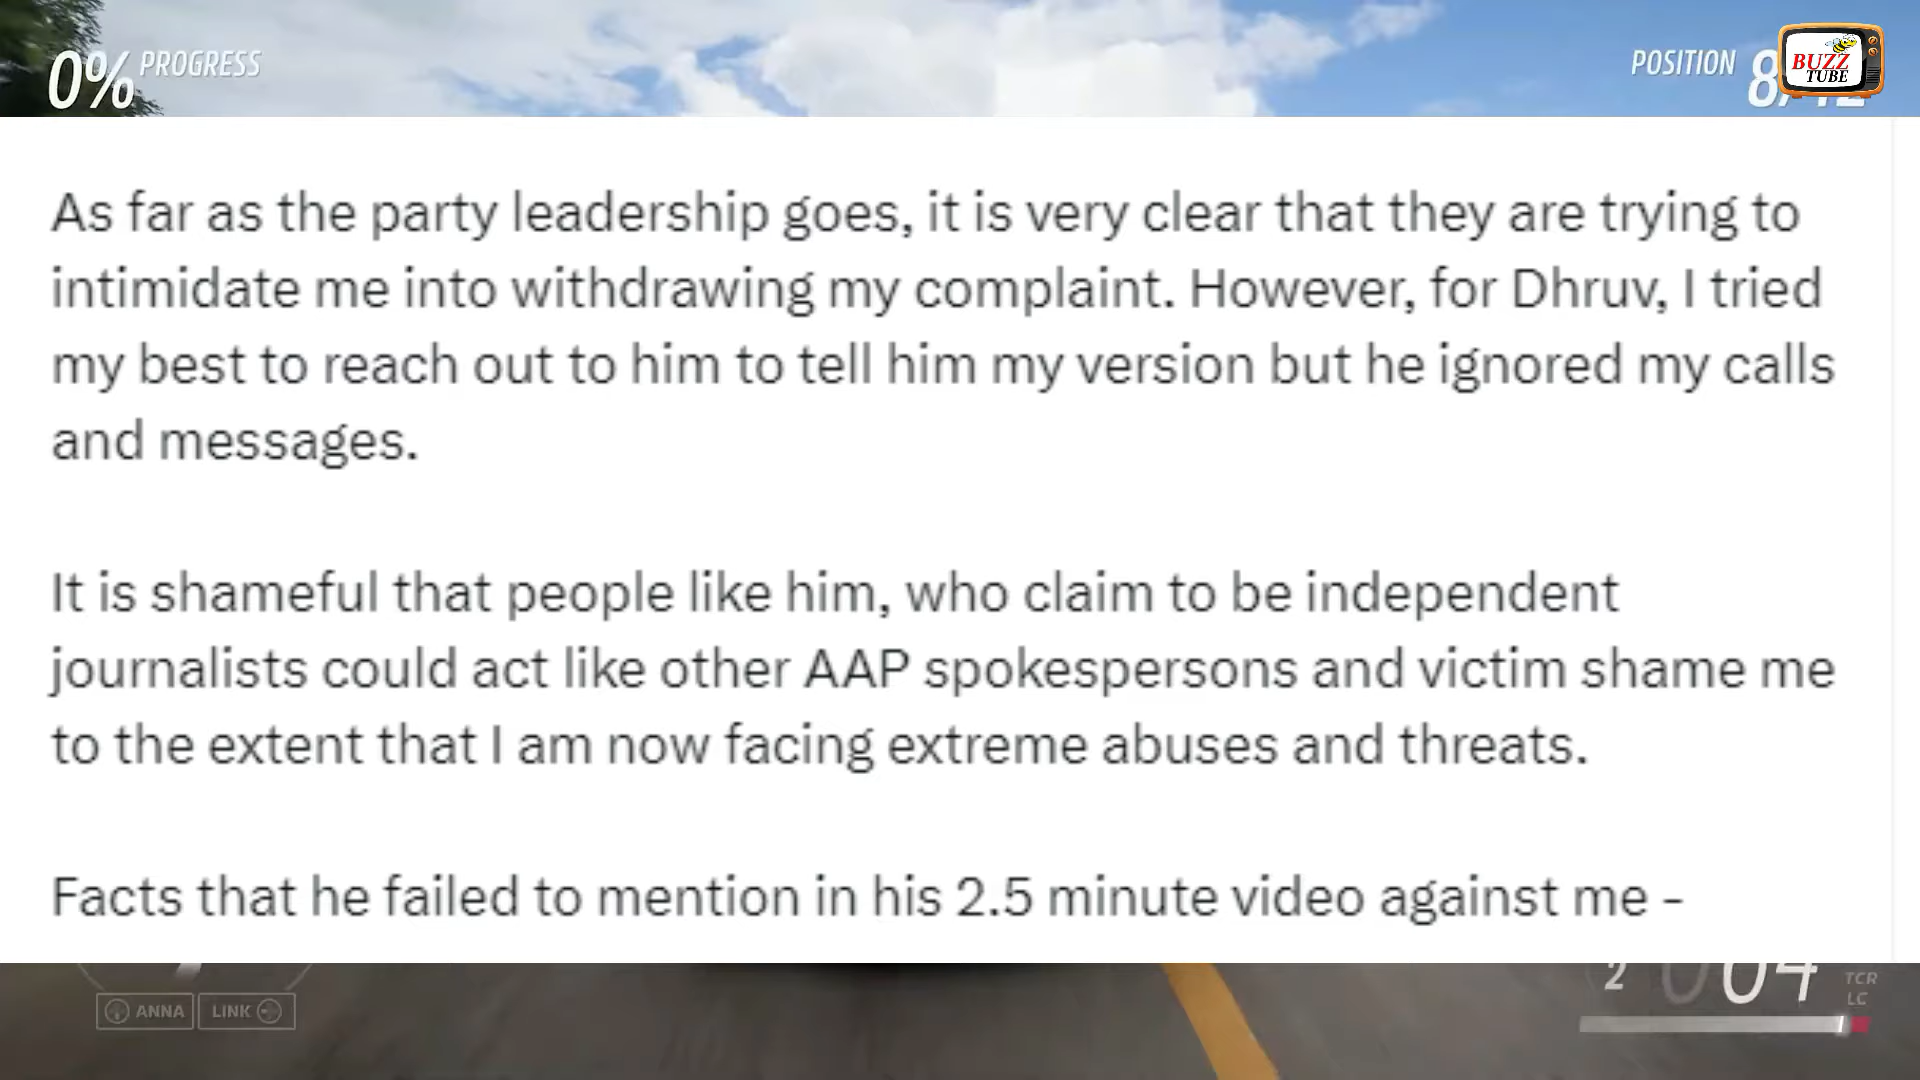 0% PROGRESS
POSITION
BUZZ
TUBE
As far as the party leadership goes, it is very clear that they are trying to
intimidate me into withdrawing my complaint. However, for Dhruv, I tried
my best to reach out to him to tell him my version but he ignored my calls
and messages.
It is shameful that people like him, who claim to be independent
journalists could act like other AAP spokespersons and victim shame me
to the extent that I am now facing extreme abuses and threats.
Facts that he failed to mention in his 2.5 minute video against me –
ANNA LINK
2
TCR
LC